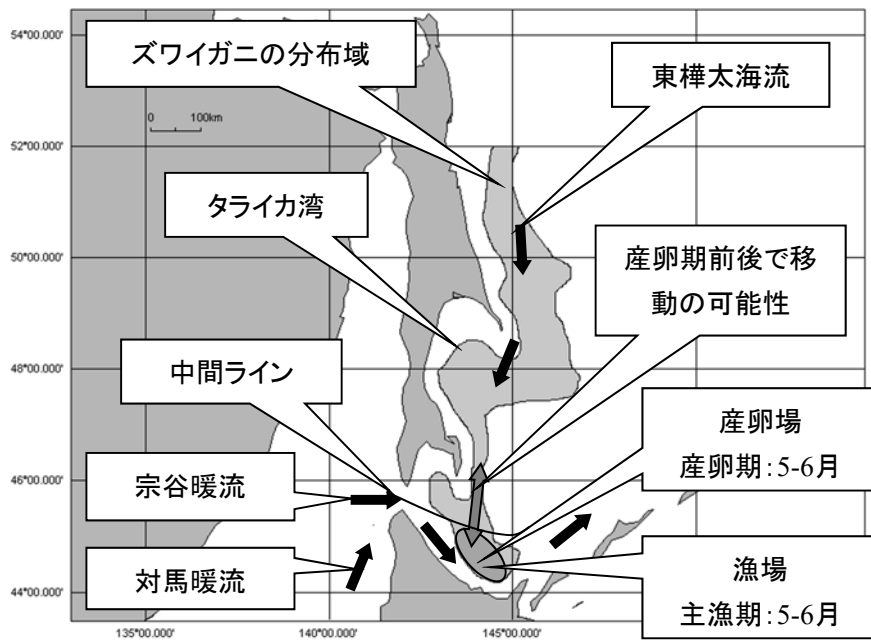 54°00.000'
ズワイガニの分布域
東樺太海流
0 100km
52°00.000'
タライカ湾
50°00.000'
産卵期前後で移
動の可能性
48°00.000'
中間ライン
産卵場
産卵期:5-6月
46°00.000'
宗谷暖流
対馬暖流
漁場
主漁期:5-6月
44°00.000'
135°00.000'
140°00.000'
145°00.000'